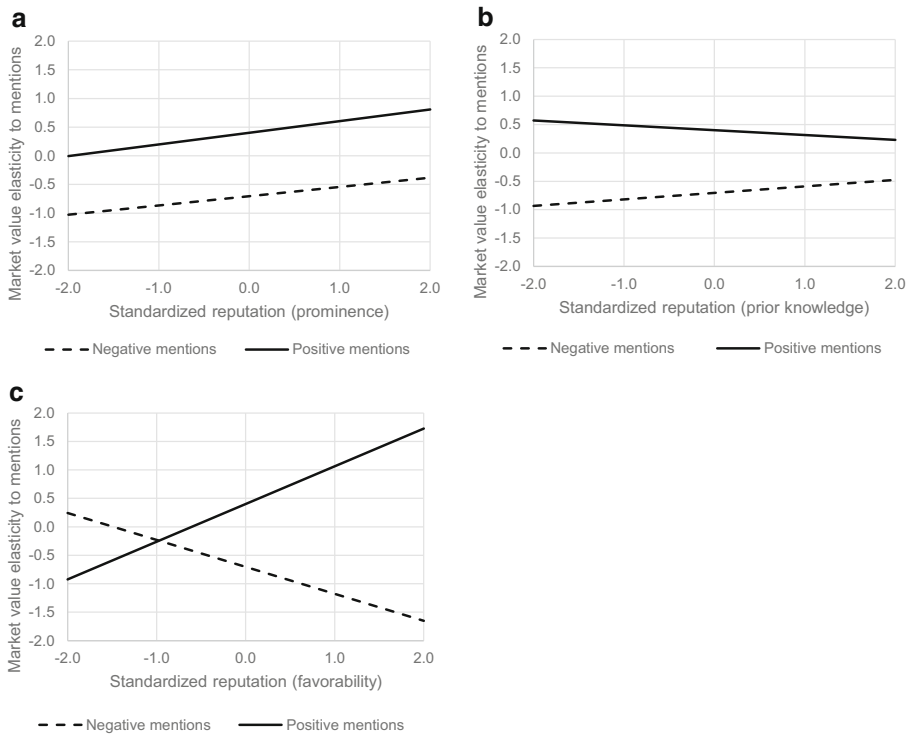 a
Market value elasticity to mentions
2.0
1.5
1.0
0.5
0.0
-0.5
-1.0
-1.5
-2.0
-2.0 -1.0 0.0 1.0 2.0
Standardized reputation (prominence)
Negative mentions Positive mentions
b
Market value elasticity to mentions
2.0
1.5
1.0
0.5
0.0
-0.5
-1.0
-1.5
-2.0
-2.0 -1.0 0.0 1.0 2.0
Standardized reputation (prior knowledge)
Negative mentions Positive mentions
c
Market value elasticity to mentions
2.0
1.5
1.0
0.5
0.0
-0.5
-1.0
-1.5
-2.0
-2.0 -1.0 0.0 1.0 2.0
Standardized reputation (favorability)
Negative mentions Positive mentions